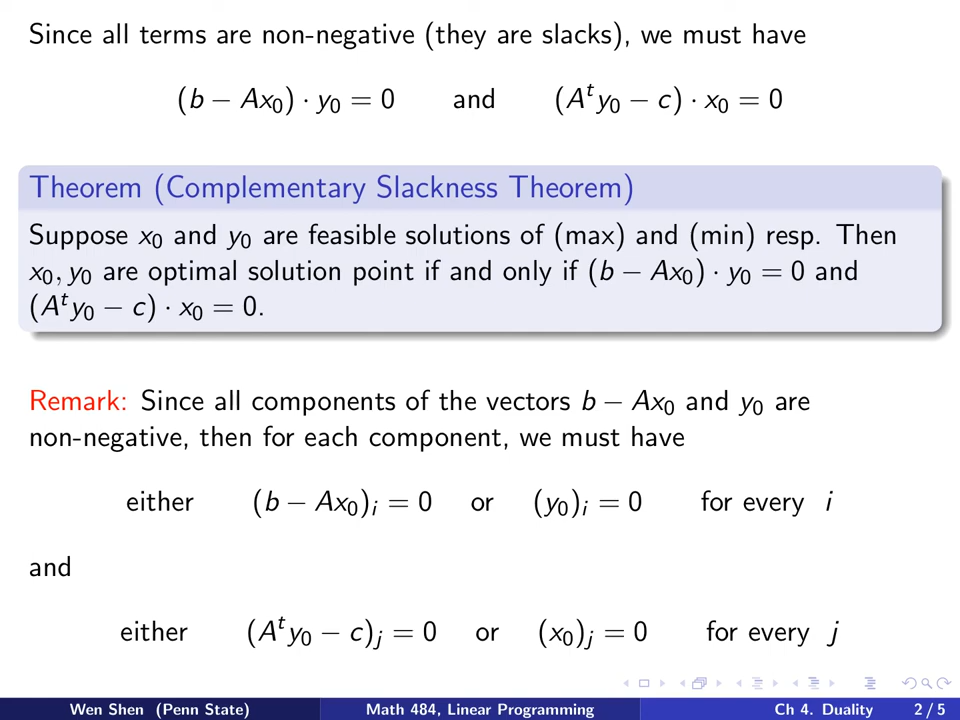 Since all terms are non-negative (they are slacks), we must have
(b − Ax₀) · y₀ = 0 and (Aᵗy₀ − c) · x₀ = 0
Theorem (Complementary Slackness Theorem)
Suppose x₀ and y₀ are feasible solutions of (max) and (min) resp. Then
x₀, y₀ are optimal solution point if and only if (b − Ax₀) · y₀ = 0 and
(Aᵗy₀ − c) · x₀ = 0.
Remark: Since all components of the vectors b − Ax₀ and y₀ are
non-negative, then for each component, we must have
either (b − Ax₀)ᵢ = 0 or (y₀)ᵢ = 0 for every i
and
either (Aᵗy₀ − c)ⱼ = 0 or (x₀)ⱼ = 0 for every j
Wen Shen (Penn State) Math 484, Linear Programming Ch 4. Duality 2 / 5